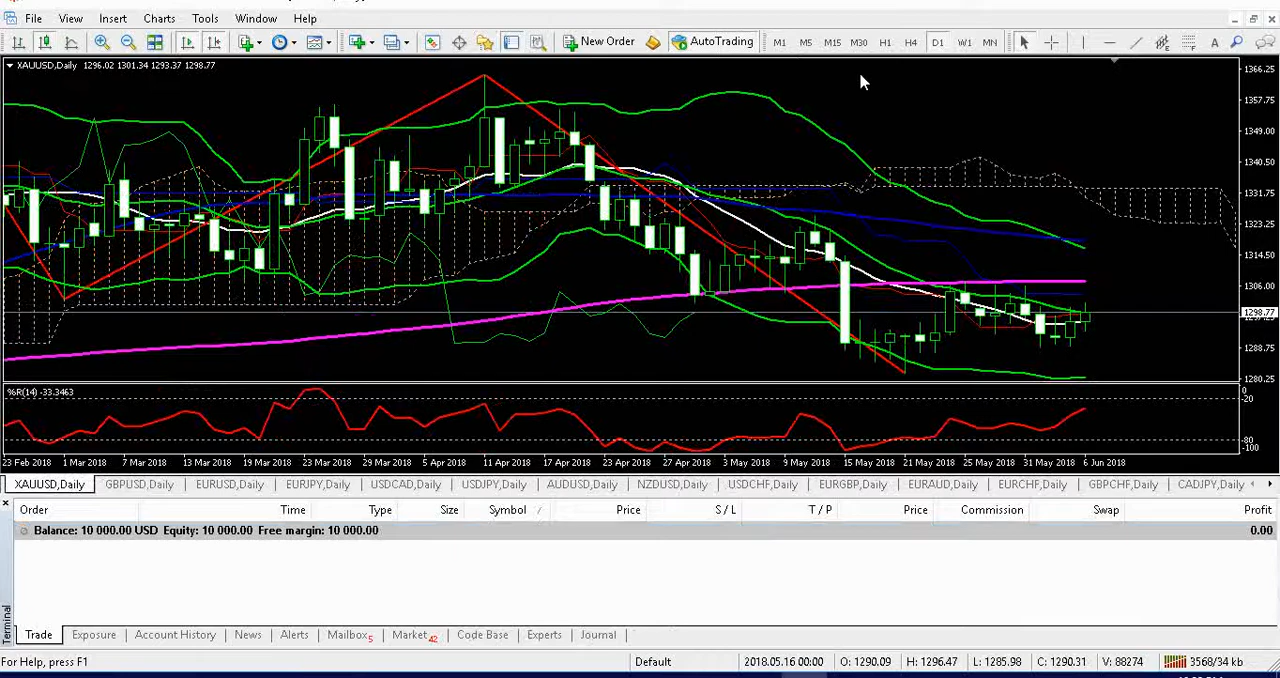 File View Insert Charts Tools Window Help
New Order AutoTrading M1 M5 M15 M30 H1 H4 D1 W1 MN A
XAUUSD,Daily 1296.02 1301.34 1293.37 1298.77
1366.25
1357.75
1349.00
1340.50
1331.75
1323.25
1314.50
1306.00
1298.77
1288.75
1280.25
%R(14) -33.3463
0
-20
-80
-100
23 Feb 2018 1 Mar 2018 7 Mar 2018 13 Mar 2018 19 Mar 2018 23 Mar 2018 29 Mar 2018 5 Apr 2018 11 Apr 2018 17 Apr 2018 23 Apr 2018 27 Apr 2018 3 May 2018 9 May 2018 15 May 2018 21 May 2018 25 May 2018 31 May 2018 6 Jun 2018
XAUUSD,Daily GBPUSD,Daily EURUSD,Daily EURJPY,Daily USDCAD,Daily USDJPY,Daily AUDUSD,Daily NZDUSD,Daily USDCHF,Daily EURGBP,Daily EURAUD,Daily EURCHF,Daily GBPCHF,Daily CADJPY,Daily
Order Time Type Size Symbol / Price S / L T / P Price Commission Swap Profit
Balance: 10 000.00 USD Equity: 10 000.00 Free margin: 10 000.00 0.00
Terminal
Trade Exposure Account History News Alerts Mailbox5 Market42 Code Base Experts Journal
For Help, press F1 Default 2018.05.16 00:00 O: 1290.09 H: 1296.47 L: 1285.98 C: 1290.31 V: 88274 3568/34 kb